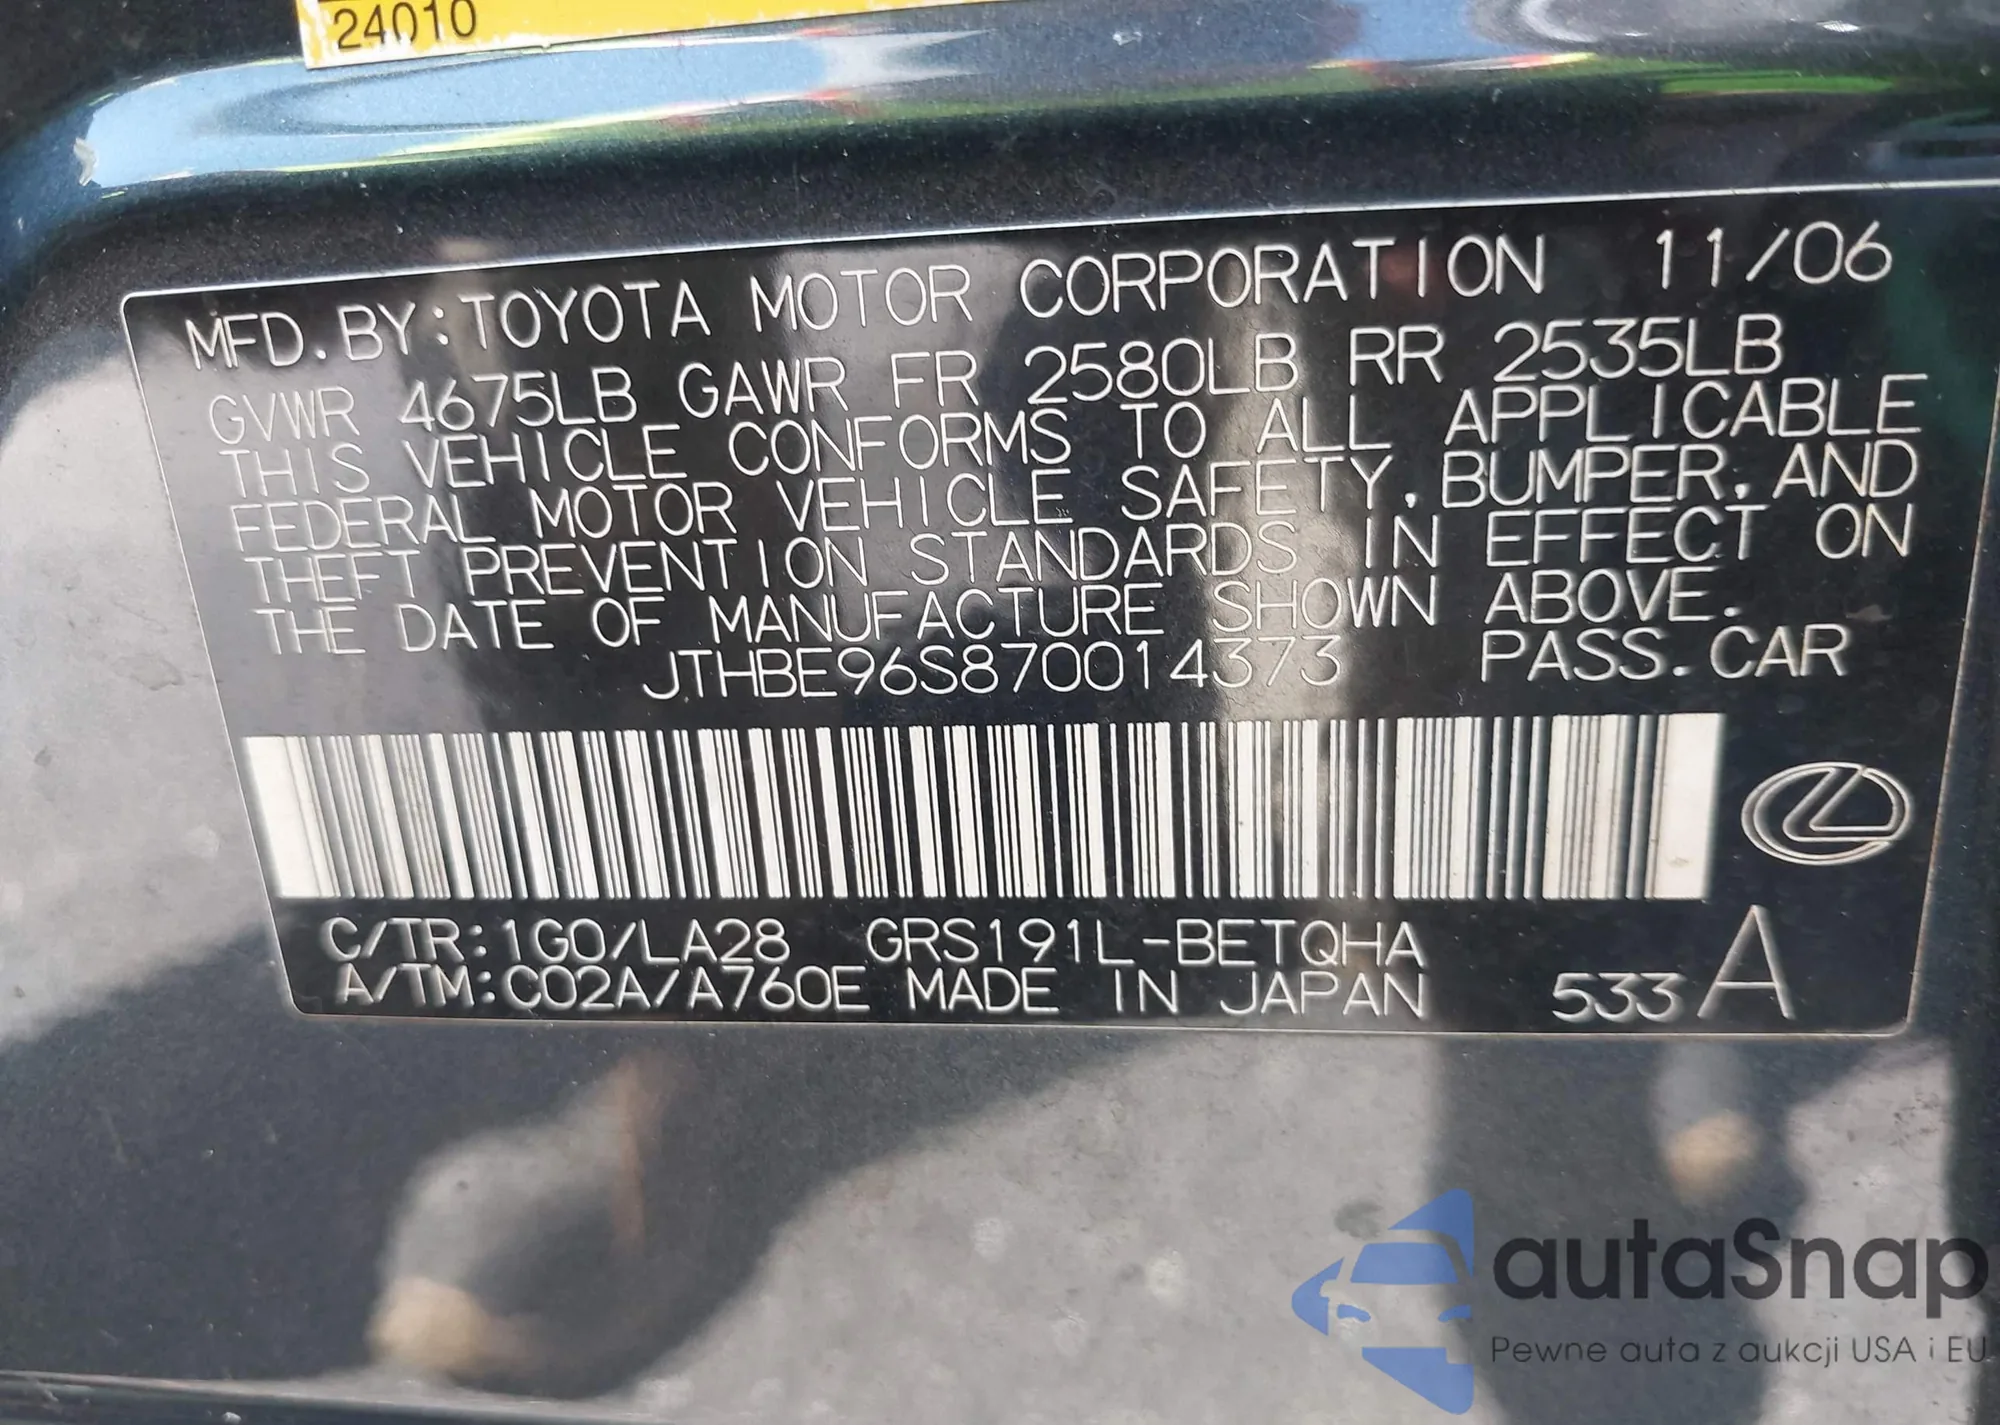 24010
MFD. BY: TOYOTA MOTOR CORPORATION 11/06
GVWR 4675LB GAWR FR 2580LB RR 2535LB
THIS VEHICLE CONFORMS TO ALL APPLICABLE
FEDERAL MOTOR VEHICLE SAFETY, BUMPER, AND
THEFT PREVENTION STANDARDS IN EFFECT ON
THE DATE OF MANUFACTURE SHOWN ABOVE.
JTHBE96S870014373 PASS. CAR
C/TR: 1G0/LA28 GRS191L-BETQHA
A/TM: C02A/A760E MADE IN JAPAN 533 A
autaSnap
Pewne auta z aukcji USA i EU